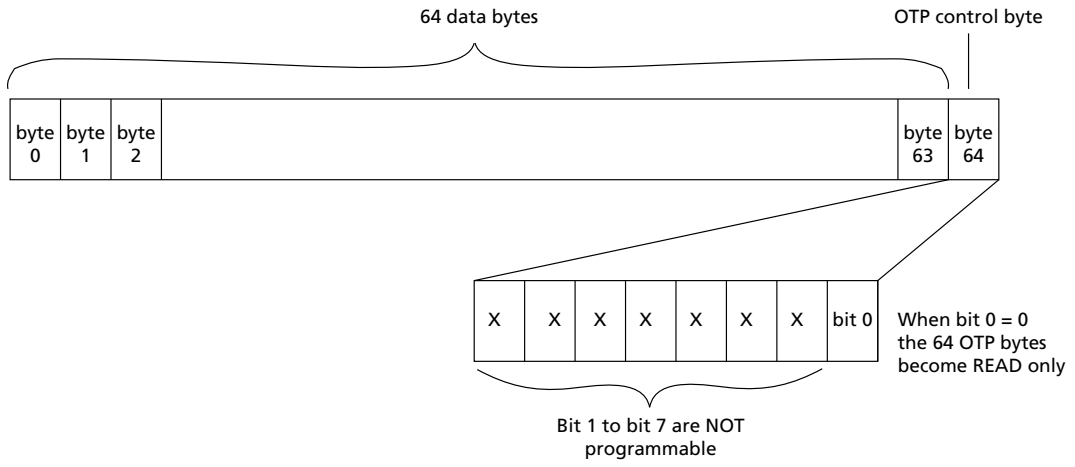 64 data bytes
OTP control byte
byte 0
byte 1
byte 2
byte 63
byte 64
X X X X X X X bit 0
When bit 0 = 0
the 64 OTP bytes
become READ only
Bit 1 to bit 7 are NOT
programmable